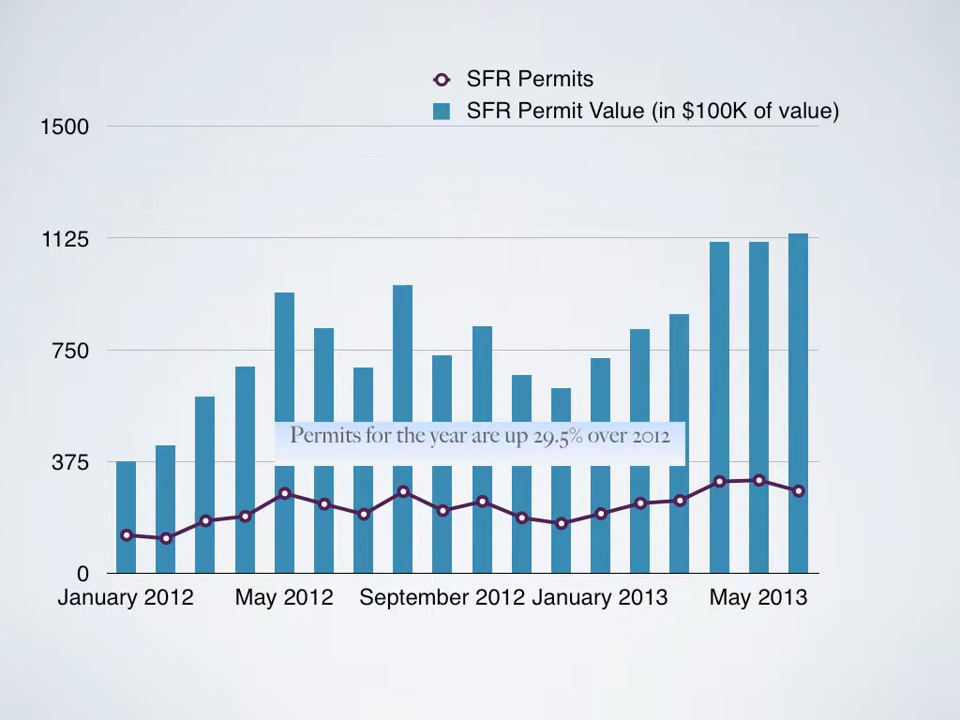 SFR Permits
SFR Permit Value (in $100K of value)
1500
1125
750
375
0
Permits for the year are up 29.5% over 2012
January 2012 May 2012 September 2012 January 2013 May 2013